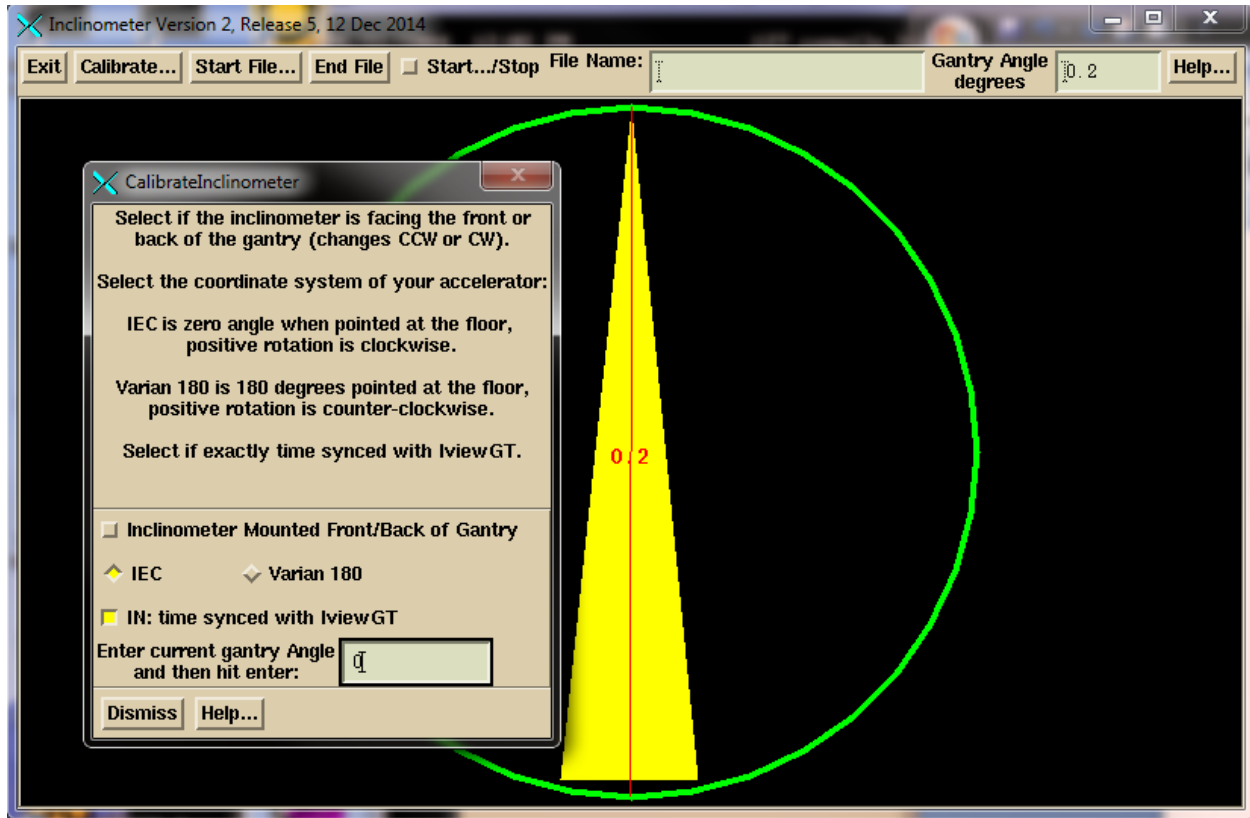 Inclinometer Version 2, Release 5, 12 Dec 2014
Exit Calibrate... Start File... End File Start.../Stop File Name: Gantry Angle degrees 0.2 Help...
CalibrateInclinometer
Select if the inclinometer is facing the front or
back of the gantry (changes CCW or CW).
Select the coordinate system of your accelerator:
IEC is zero angle when pointed at the floor,
positive rotation is clockwise.
Varian 180 is 180 degrees pointed at the floor,
positive rotation is counter-clockwise.
Select if exactly time synced with IviewGT.
Inclinometer Mounted Front/Back of Gantry
IEC Varian 180
IN: time synced with IviewGT
Enter current gantry Angle
and then hit enter: 0
Dismiss Help...
0.2